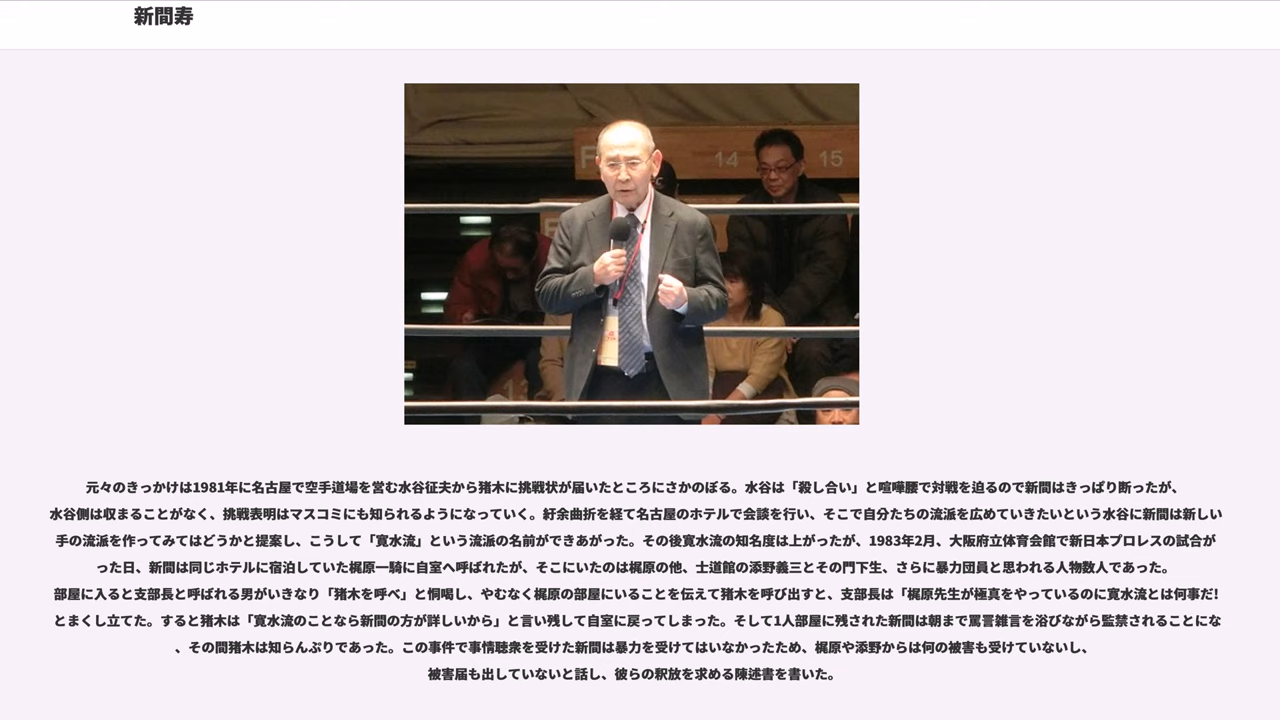 新間寿
14
15
元々のきっかけは1981年に名古屋で空手道場を営む水谷征夫から猪木に挑戦状が届いたところにさかのぼる。水谷は「殺し合い」と喧嘩腰で対戦を迫るので新間はきっぱり断ったが、
水谷側は収まることがなく、挑戦表明はマスコミにも知られるようになっていく。紆余曲折を経て名古屋のホテルで会談を行い、そこで自分たちの流派を広めていきたいという水谷に新間は新しい
手の流派を作ってみてはどうかと提案し、こうして「寛水流」という流派の名前ができあがった。その後寛水流の知名度は上がったが、1983年2月、大阪府立体育会館で新日本プロレスの試合が
った日、新間は同じホテルに宿泊していた梶原一騎に自室へ呼ばれたが、そこにいたのは梶原の他、士道館の添野義三とその門下生、さらに暴力団員と思われる人物数人であった。
部屋に入ると支部長と呼ばれる男がいきなり「猪木を呼べ」と恫喝し、やむなく梶原の部屋にいることを伝えて猪木を呼び出すと、支部長は「梶原先生が極真をやっているのに寛水流とは何事だ!
とまくし立てた。すると猪木は「寛水流のことなら新間の方が詳しいから」と言い残して自室に戻ってしまった。そして1人部屋に残された新間は朝まで罵詈雑言を浴びながら監禁されることにな
、その間猪木は知らんぷりであった。この事件で事情聴衆を受けた新間は暴力を受けてはいなかったため、梶原や添野からは何の被害も受けていないし、
被害届も出していないと話し、彼らの釈放を求める陳述書を書いた。